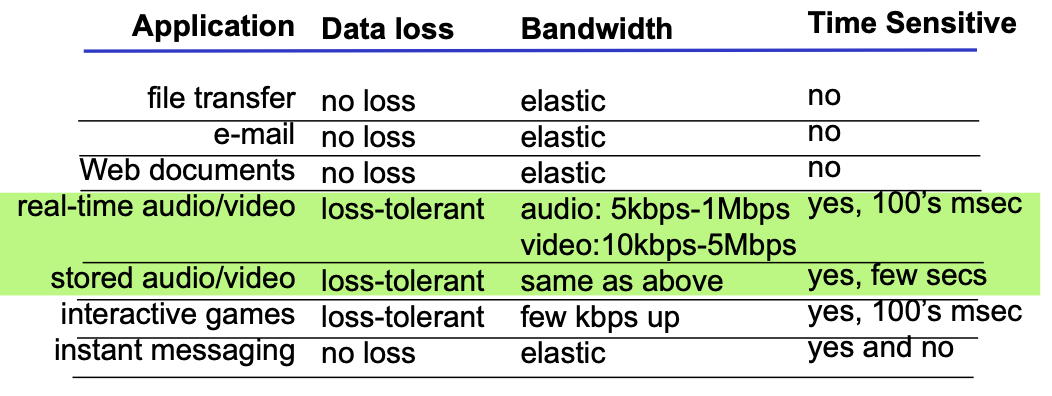 Application Data loss Bandwidth Time Sensitive
file transfer no loss elastic no
e-mail no loss elastic no
Web documents no loss elastic no
real-time audio/video loss-tolerant audio: 5kbps-1Mbps yes, 100’s msec
video:10kbps-5Mbps
stored audio/video loss-tolerant same as above yes, few secs
interactive games loss-tolerant few kbps up yes, 100’s msec
instant messaging no loss elastic yes and no